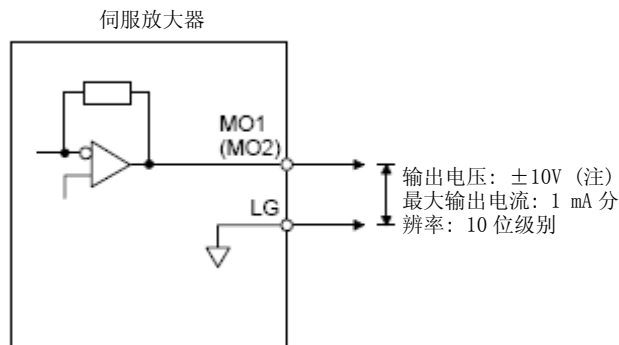 伺服放大器
MO1
(MO2)
LG
输出电压: ±10V (注)
最大输出电流: 1 mA 分
辨率: 10 位级别